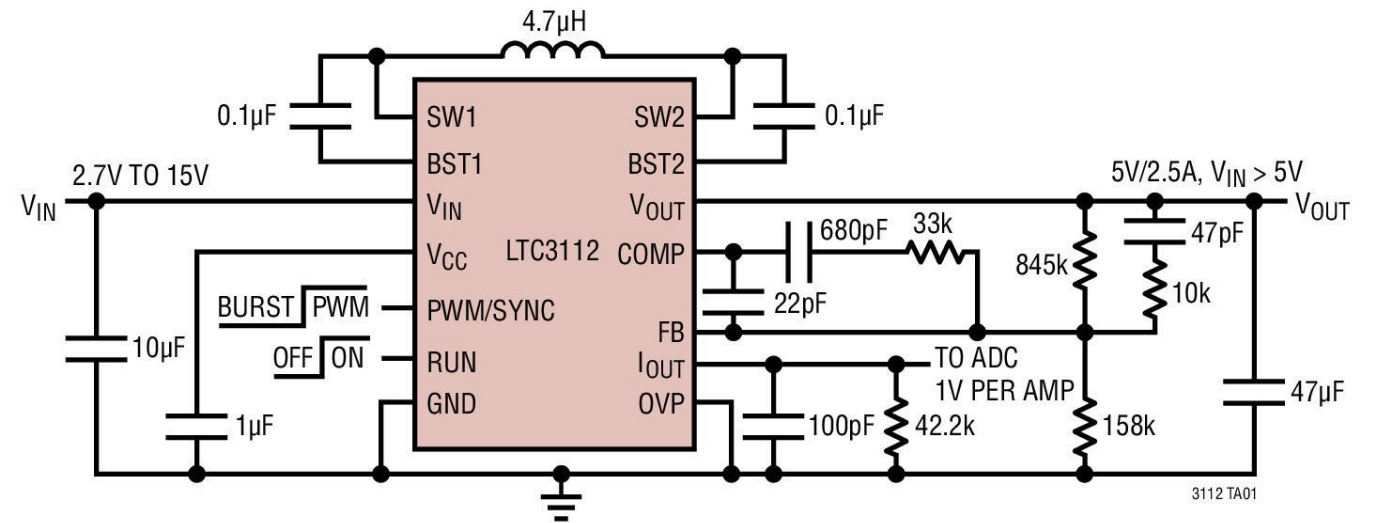 4.7µH
0.1µF
SW1
SW2
0.1µF
BST1
BST2
2.7V TO 15V
5V/2.5A, VIN > 5V
VIN
VIN
VOUT
VOUT
680pF
33k
47pF
VCC
LTC3112
COMP
845k
22pF
10k
BURST
PWM
PWM/SYNC
FB
10µF
OFF
ON
RUN
IOUT
TO ADC
1V PER AMP
GND
OVP
47µF
1µF
100pF
42.2k
158k
3112 TA01